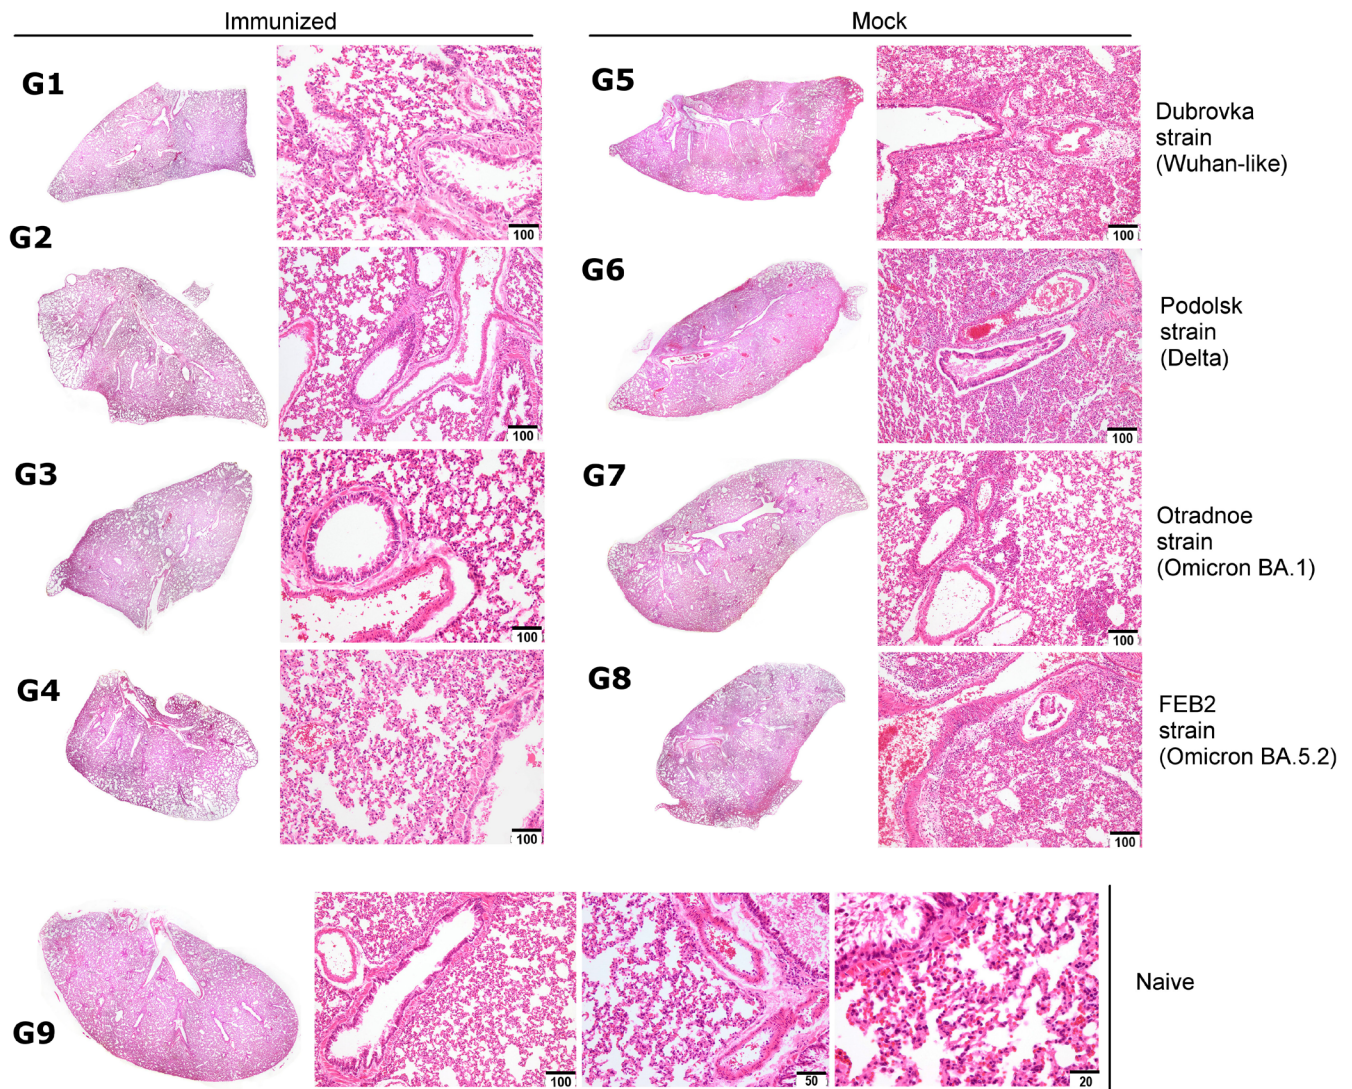 Immunized
Mock
G1
100
G5
100
Dubrovka
strain
(Wuhan-like)
G2
100
G6
100
Podolsk
strain
(Delta)
G3
100
G7
100
Otradnoe
strain
(Omicron BA.1)
G4
100
G8
100
FEB2
strain
(Omicron BA.5.2)
G9
100
50
20
Naive